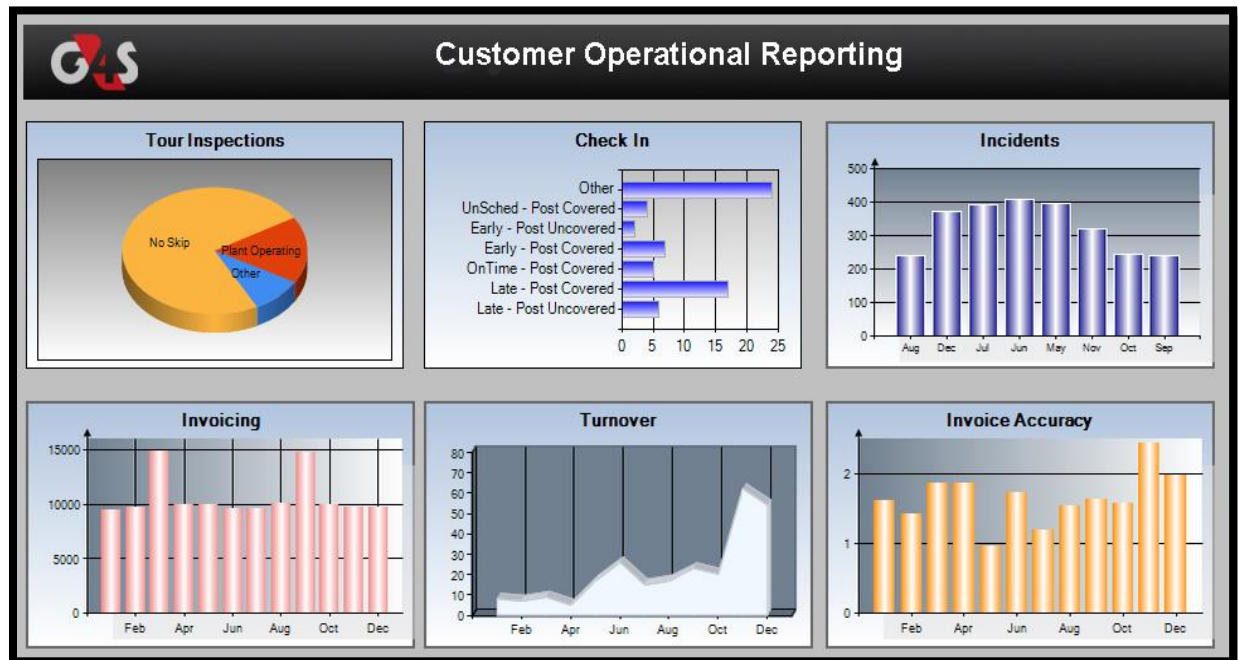 G4S
Customer Operational Reporting
Tour Inspections
No Skip
Plant Operating
Other
Check In
Other
UnSched - Post Covered
Early - Post Uncovered
Early - Post Covered
OnTime - Post Covered
Late - Post Covered
Late - Post Uncovered
0 5 10 15 20 25
Incidents
500
400
300
200
100
0
Aug Dec Jul Jun May Nov Oct Sep
Invoicing
15000
10000
5000
0
Feb Apr Jun Aug Oct Dec
Turnover
80
70
60
50
40
30
20
10
0
Feb Apr Jun Aug Oct Dec
Invoice Accuracy
2
1
0
Feb Apr Jun Aug Oct Dec